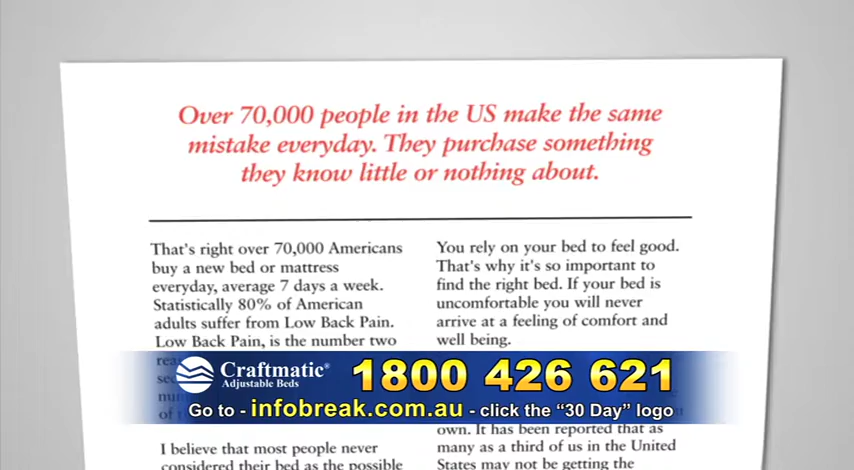 Over 70,000 people in the US make the same
mistake everyday. They purchase something
they know little or nothing about.
That's right over 70,000 Americans
buy a new bed or mattress
everyday, average 7 days a week.
Statistically 80% of American
adults suffer from Low Back Pain.
Low Back Pain, is the number two
I believe that most people never
considered their bed as the possible
You rely on your bed to feel good.
That's why it's so important to
find the right bed. If your bed is
uncomfortable you will never
arrive at a feeling of comfort and
well being.
own. It has been reported that as
many as a third of us in the United
States may not be getting the
Craftmatic®
Adjustable Beds
1800 426 621
Go to - infobreak.com.au - click the “30 Day” logo